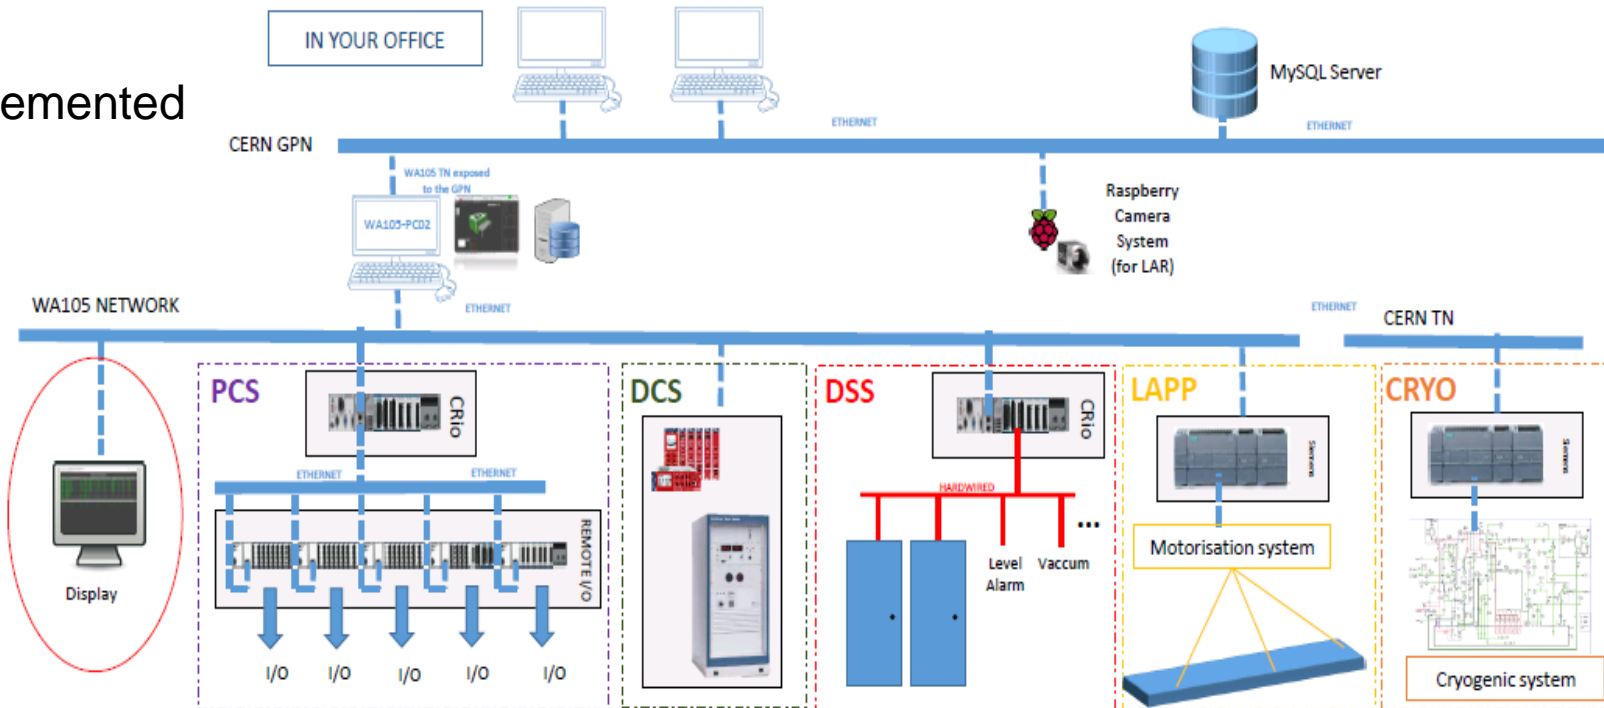 IN YOUR OFFICE
emented
MySQL Server
ETHERNET
ETHERNET
CERN GPN
WA105 TN exposed
to the GPN
WA105-PC02
Raspberry
Camera
System
(for LAR)
WA105 NETWORK
ETHERNET
ETHERNET
CERN TN
PCS
CRio
ETHERNET
ETHERNET
REMOTE I/O
I/O
I/O
I/O
I/O
I/O
Display
DCS
DSS
CRio
HARDWIRED
...
Level
Alarm
Vaccum
LAPP
Siemens
Motorisation system
CRYO
Siemens
Cryogenic system